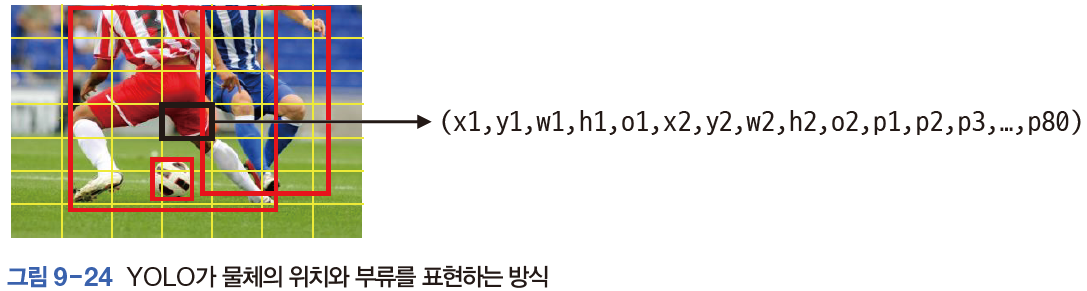 (x1,y1,w1,h1,o1,x2,y2,w2,h2,o2,p1,p2,p3,…,p80)
그림 9-24 YOLO가 물체의 위치와 부류를 표현하는 방식